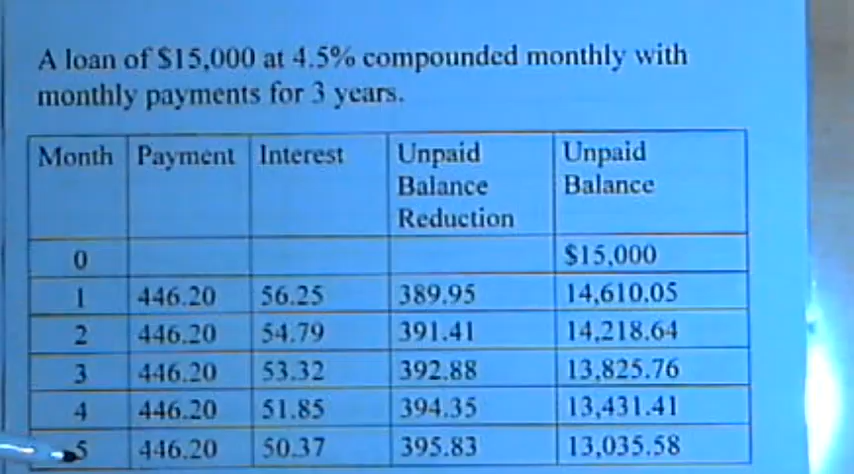 A loan of $15,000 at 4.5% compounded monthly with
monthly payments for 3 years.
Month Payment Interest Unpaid Balance Reduction Unpaid Balance
0 $15,000
1 446.20 56.25 389.95 14,610.05
2 446.20 54.79 391.41 14,218.64
3 446.20 53.32 392.88 13,825.76
4 446.20 51.85 394.35 13,431.41
5 446.20 50.37 395.83 13,035.58